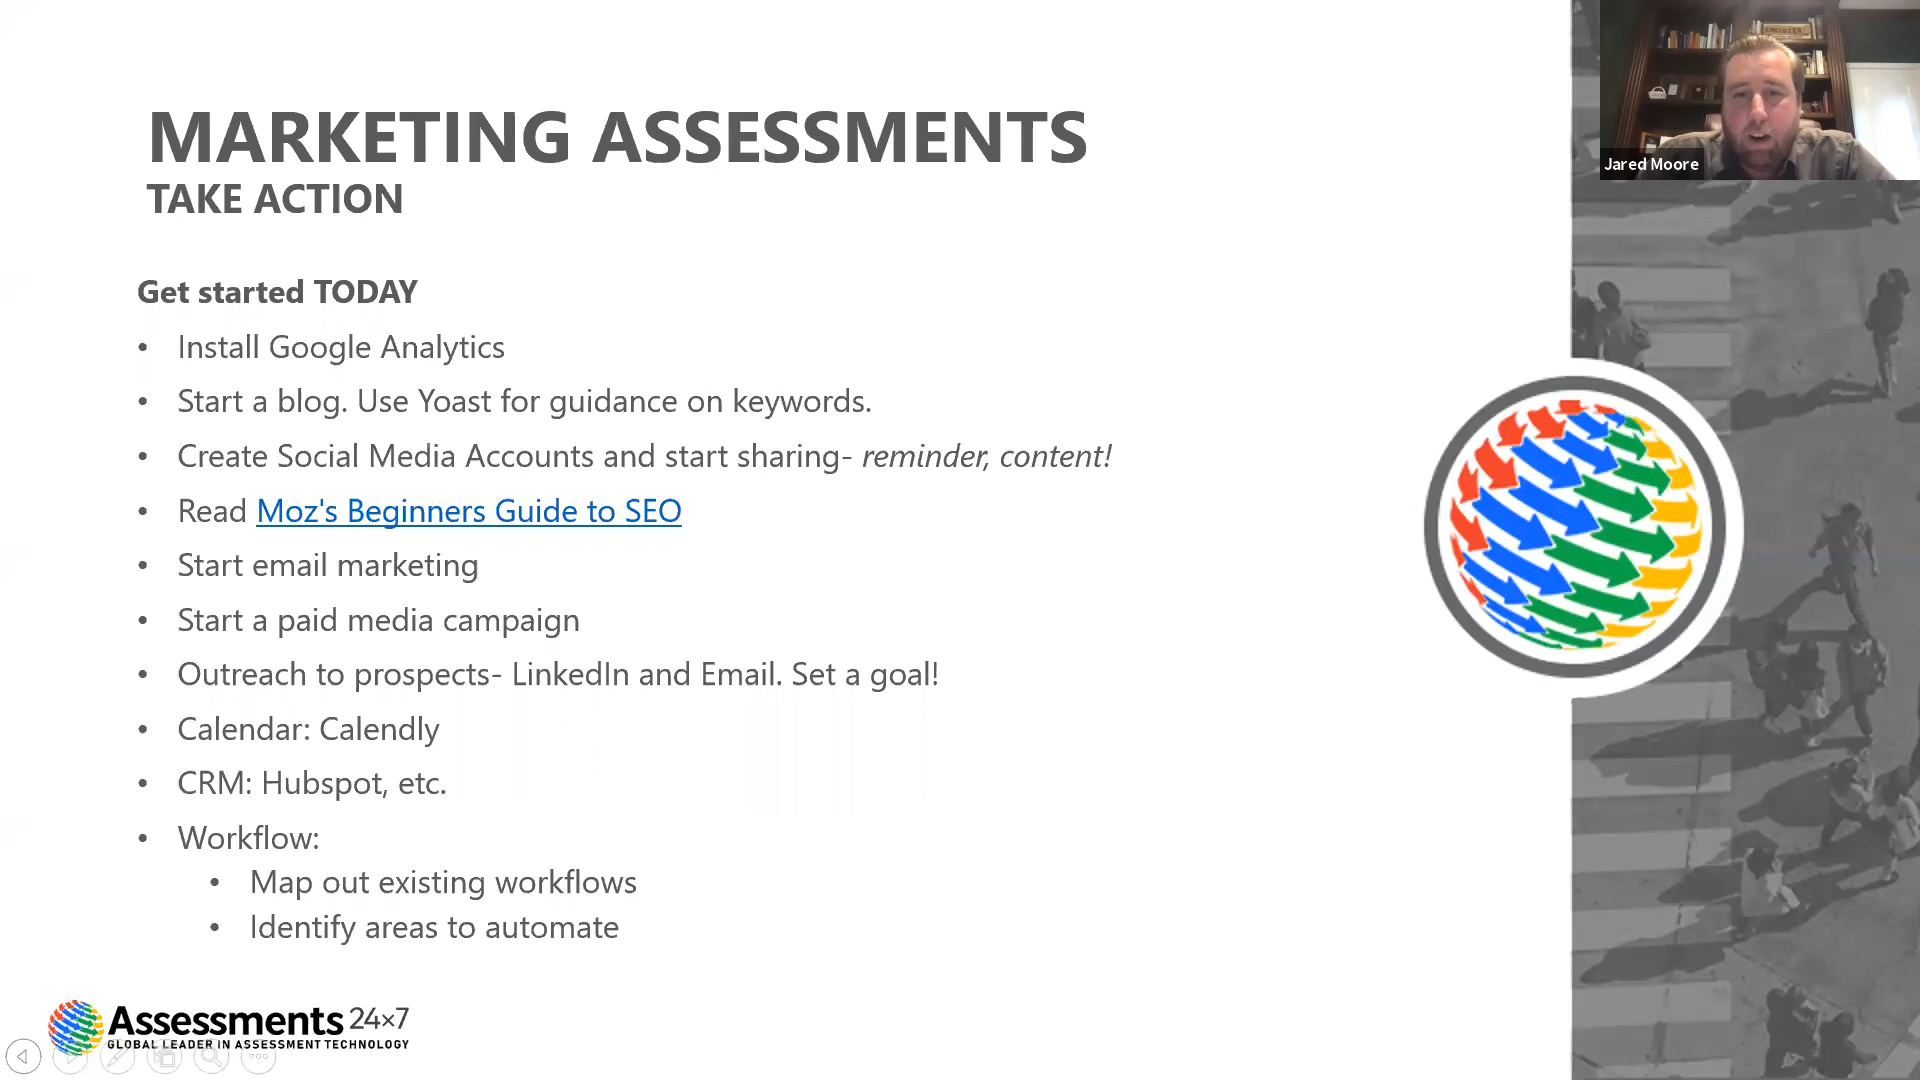 MARKETING ASSESSMENTS
TAKE ACTION
Get started TODAY
• Install Google Analytics
• Start a blog. Use Yoast for guidance on keywords.
• Create Social Media Accounts and start sharing- reminder, content!
• Read Moz's Beginners Guide to SEO
• Start email marketing
• Start a paid media campaign
• Outreach to prospects- LinkedIn and Email. Set a goal!
• Calendar: Calendly
• CRM: Hubspot, etc.
• Workflow:
• Map out existing workflows
• Identify areas to automate
Jared Moore
Assessments 24x7
GLOBAL LEADER IN ASSESSMENT TECHNOLOGY